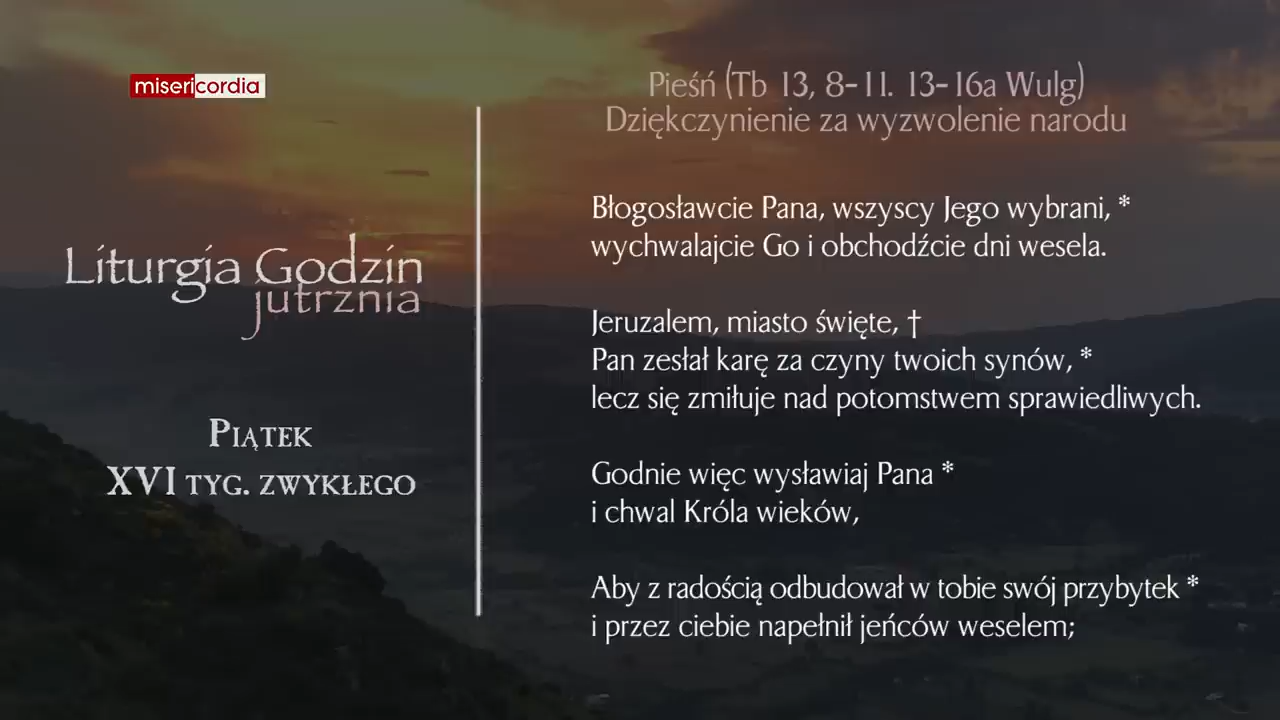 misericordia
Liturgia Godzin
jutrznia
Piątek
XVI tyg. zwykłego
Pieśń (Tb 13, 8-11. 13-16a Wulg)
Dziękczynienie za wyzwolenie narodu
Błogosławcie Pana, wszyscy Jego wybrani, *
wychwalajcie Go i obchodźcie dni wesela.
Jeruzalem, miasto święte, †
Pan zesłał karę za czyny twoich synów, *
lecz się zmiłuje nad potomstwem sprawiedliwych.
Godnie więc wysławiaj Pana *
i chwal Króla wieków,
Aby z radością odbudował w tobie swój przybytek *
i przez ciebie napełnił jeńców weselem;